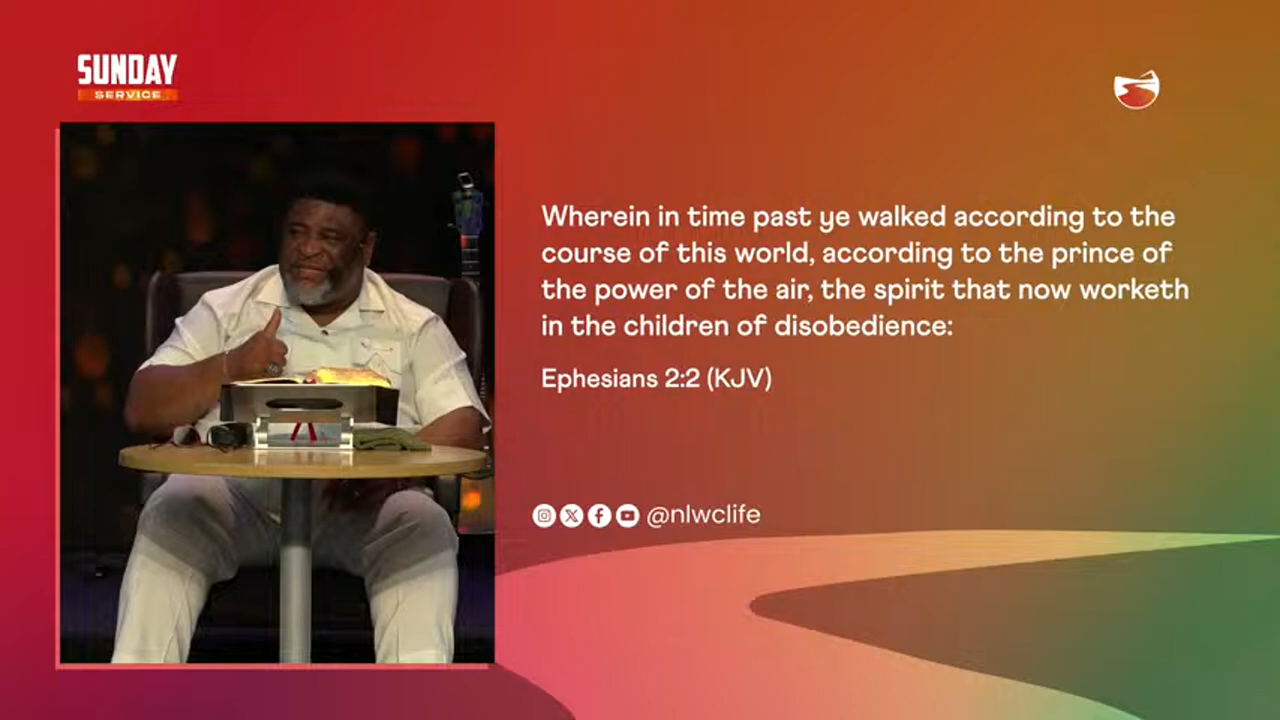 SUNDAY
SERVICE
Wherein in time past ye walked according to the
course of this world, according to the prince of
the power of the air, the spirit that now worketh
in the children of disobedience:
Ephesians 2:2 (KJV)
@nlwclife